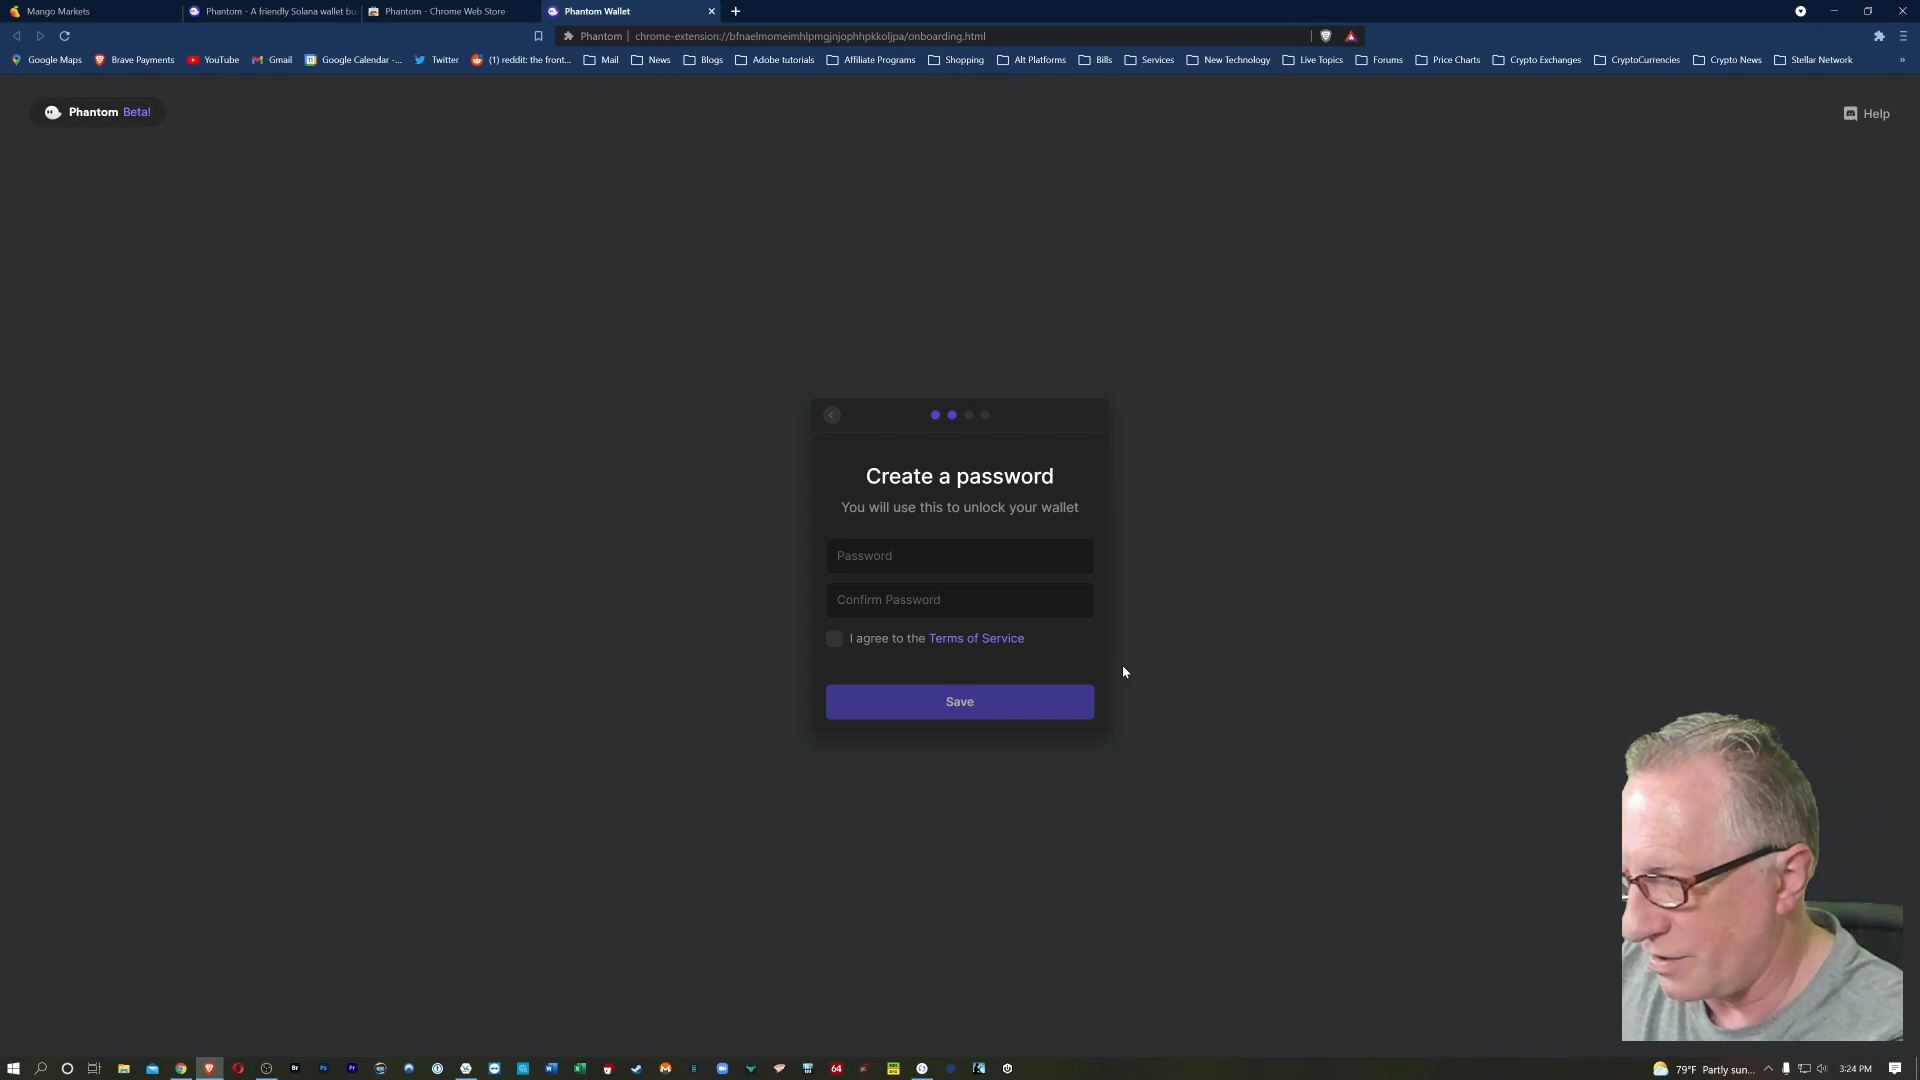 Mango Markets
Phantom - A friendly Solana wallet bu
Phantom - Chrome Web Store
Phantom Wallet
Phantom
chrome-extension://bfnaelmomeimhlpmgjnjophhpkkoljpa/onboarding.html
Google Maps
Brave Payments
YouTube
Gmail
Google Calendar -...
Twitter
(1) reddit: the front...
Mail
News
Blogs
Adobe tutorials
Affiliate Programs
Shopping
Alt Platforms
Bills
Services
New Technology
Live Topics
Forums
Price Charts
Crypto Exchanges
CryptoCurrencies
Crypto News
Stellar Network
»
Phantom Beta!
Help
Create a password
You will use this to unlock your wallet
Password
Confirm Password
I agree to the Terms of Service
Save
Br
Ps
Pr
64
79°F Partly sun...
3:24 PM